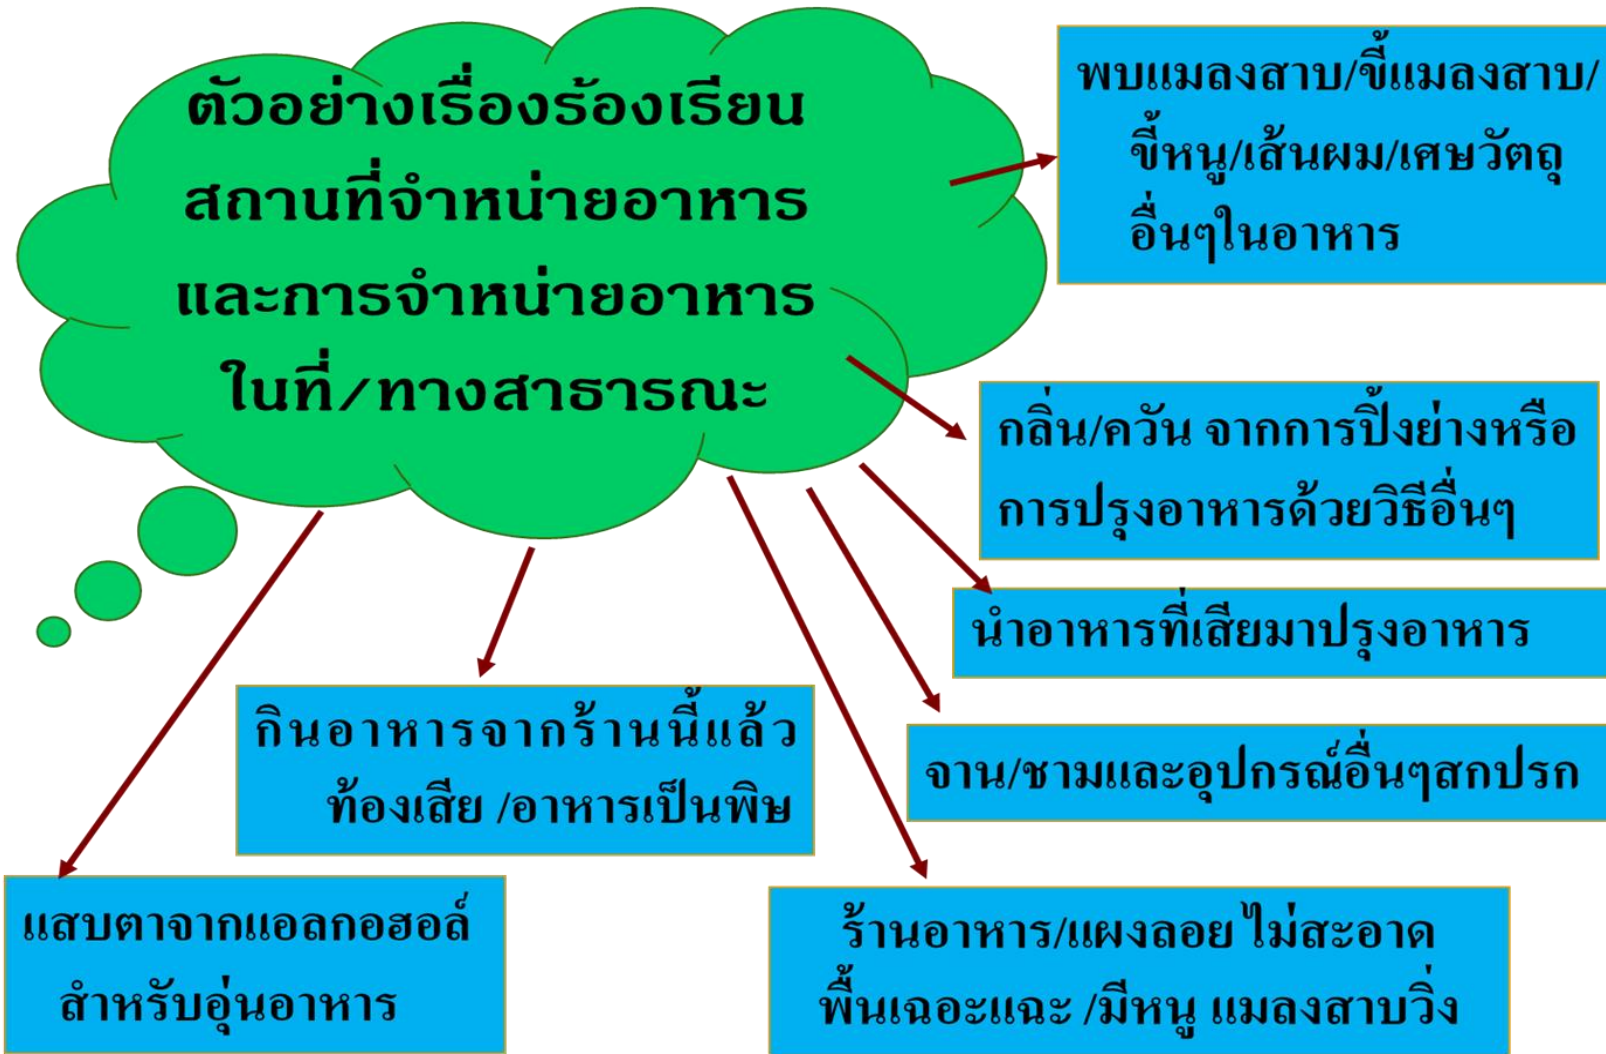 ตัวอย่างเรื่องร้องเรียน
สถานที่จำหน่ายอาหาร
และการจำหน่ายอาหาร
ในที่/ทางสาธารณะ
พบแมลงสาบ/ขี้แมลงสาบ/
ขี้หนู/เส้นผม/เศษวัตถุ
อื่นๆในอาหาร
กลิ่น/ควัน จากการปิ้งย่างหรือ
การปรุงอาหารด้วยวิธีอื่นๆ
นำอาหารที่เสียมาปรุงอาหาร
จาน/ชามและอุปกรณ์อื่นๆสกปรก
ร้านอาหาร/แผงลอย ไม่สะอาด
พื้นเฉอะแฉะ /มีหนู แมลงสาบวิ่ง
กินอาหารจากร้านนี้แล้ว
ท้องเสีย /อาหารเป็นพิษ
แสบตาจากแอลกอฮอล์
สำหรับอุ่นอาหาร